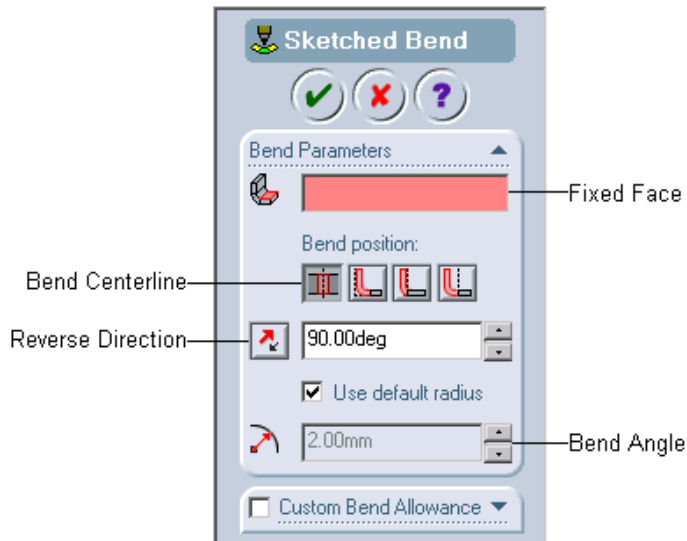 Sketched Bend
?
Bend Parameters
Fixed Face
Bend position:
Bend Centerline
Reverse Direction
90.00deg
Use default radius
2.00mm
Bend Angle
Custom Bend Allowance